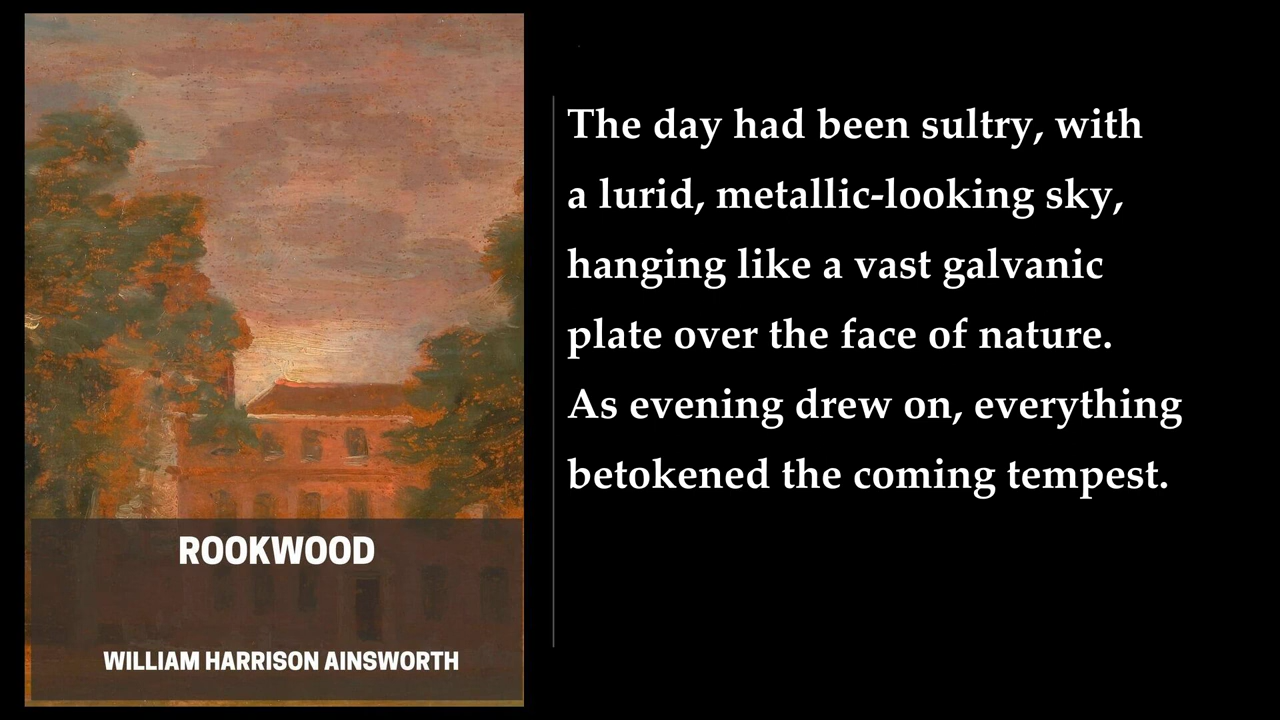 ROOKWOOD
WILLIAM HARRISON AINSWORTH
The day had been sultry, with
a lurid, metallic-looking sky,
hanging like a vast galvanic
plate over the face of nature.
As evening drew on, everything
betokened the coming tempest.